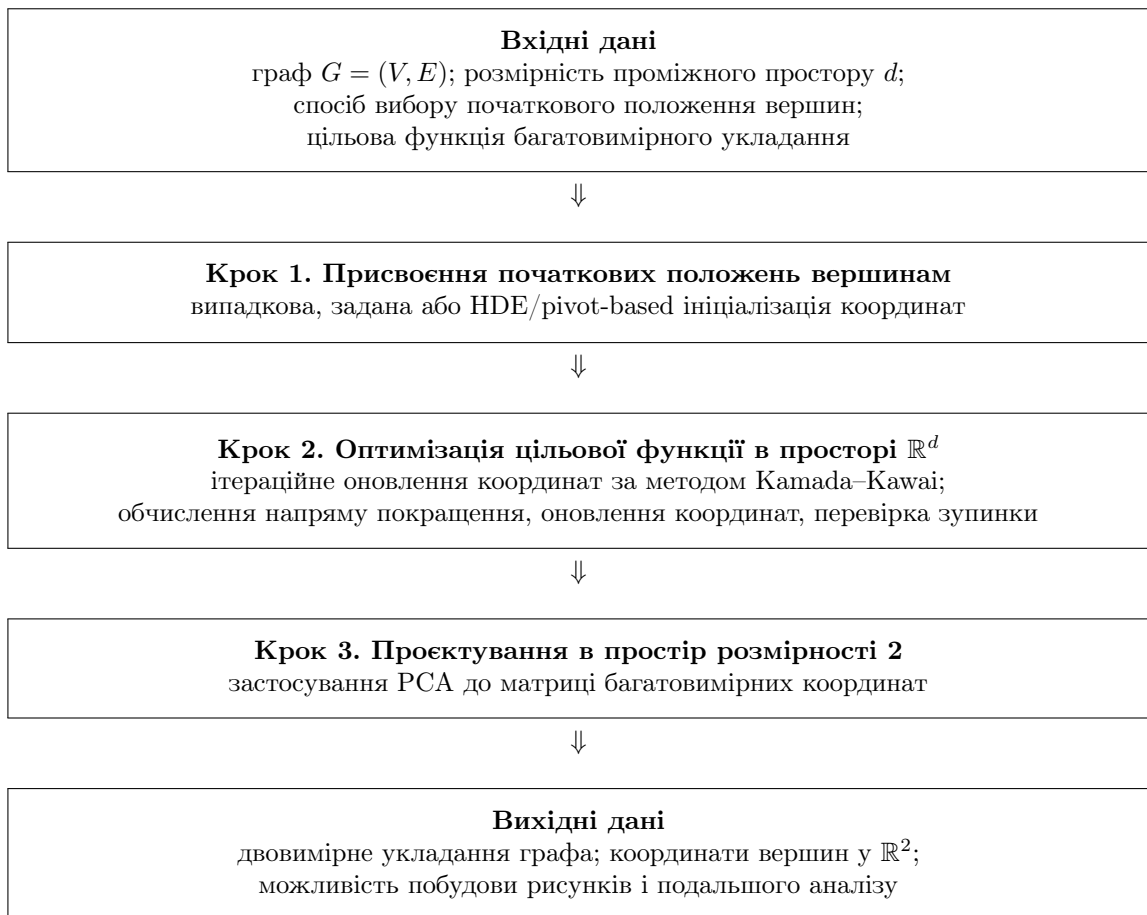 Вхідні дані
граф G = (V, E); розмірність проміжного простору d;
спосіб вибору початкового положення вершин;
цільова функція багатовимірного укладання
⇓
Крок 1. Присвоєння початкових положень вершинам
випадкова, задана або HDE/pivot-based ініціалізація координат
⇓
Крок 2. Оптимізація цільової функції в просторі ℝ^d
ітераційне оновлення координат за методом Kamada–Kawai;
обчислення напряму покращення, оновлення координат, перевірка зупинки
⇓
Крок 3. Проєктування в простір розмірності 2
застосування PCA до матриці багатовимірних координат
⇓
Вихідні дані
двовимірне укладання графа; координати вершин у ℝ²;
можливість побудови рисунків і подальшого аналізу